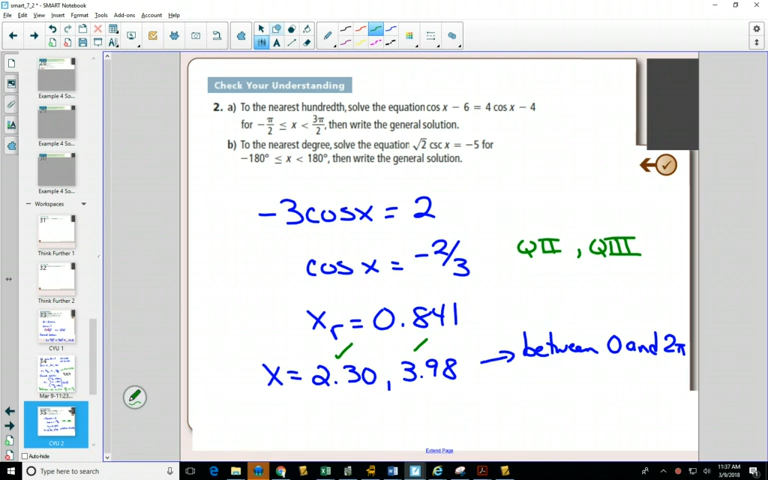 smart_7_2 * - SMART Notebook
File Edit View Insert Format Tools Add-ons Account Help
Example 4 So...
Example 4 So...
Example 4 So...
Workspaces
Think Further 1
Think Further 2
CYU 1
Mar 9-11:23...
CYU 2
Auto-hide
Check Your Understanding
2. a) To the nearest hundredth, solve the equation cos x − 6 = 4 cos x − 4
for −π/2 ≤ x < 3π/2, then write the general solution.
b) To the nearest degree, solve the equation √2 csc x = −5 for
−180° ≤ x < 180°, then write the general solution.
-3cosx = 2
cos x = -2/3
QII , QIII
xr = 0.841
✓ ✓
x = 2.30, 3.98 → between 0 and 2π
Extend Page
Type here to search
11:37 AM
3/9/2018